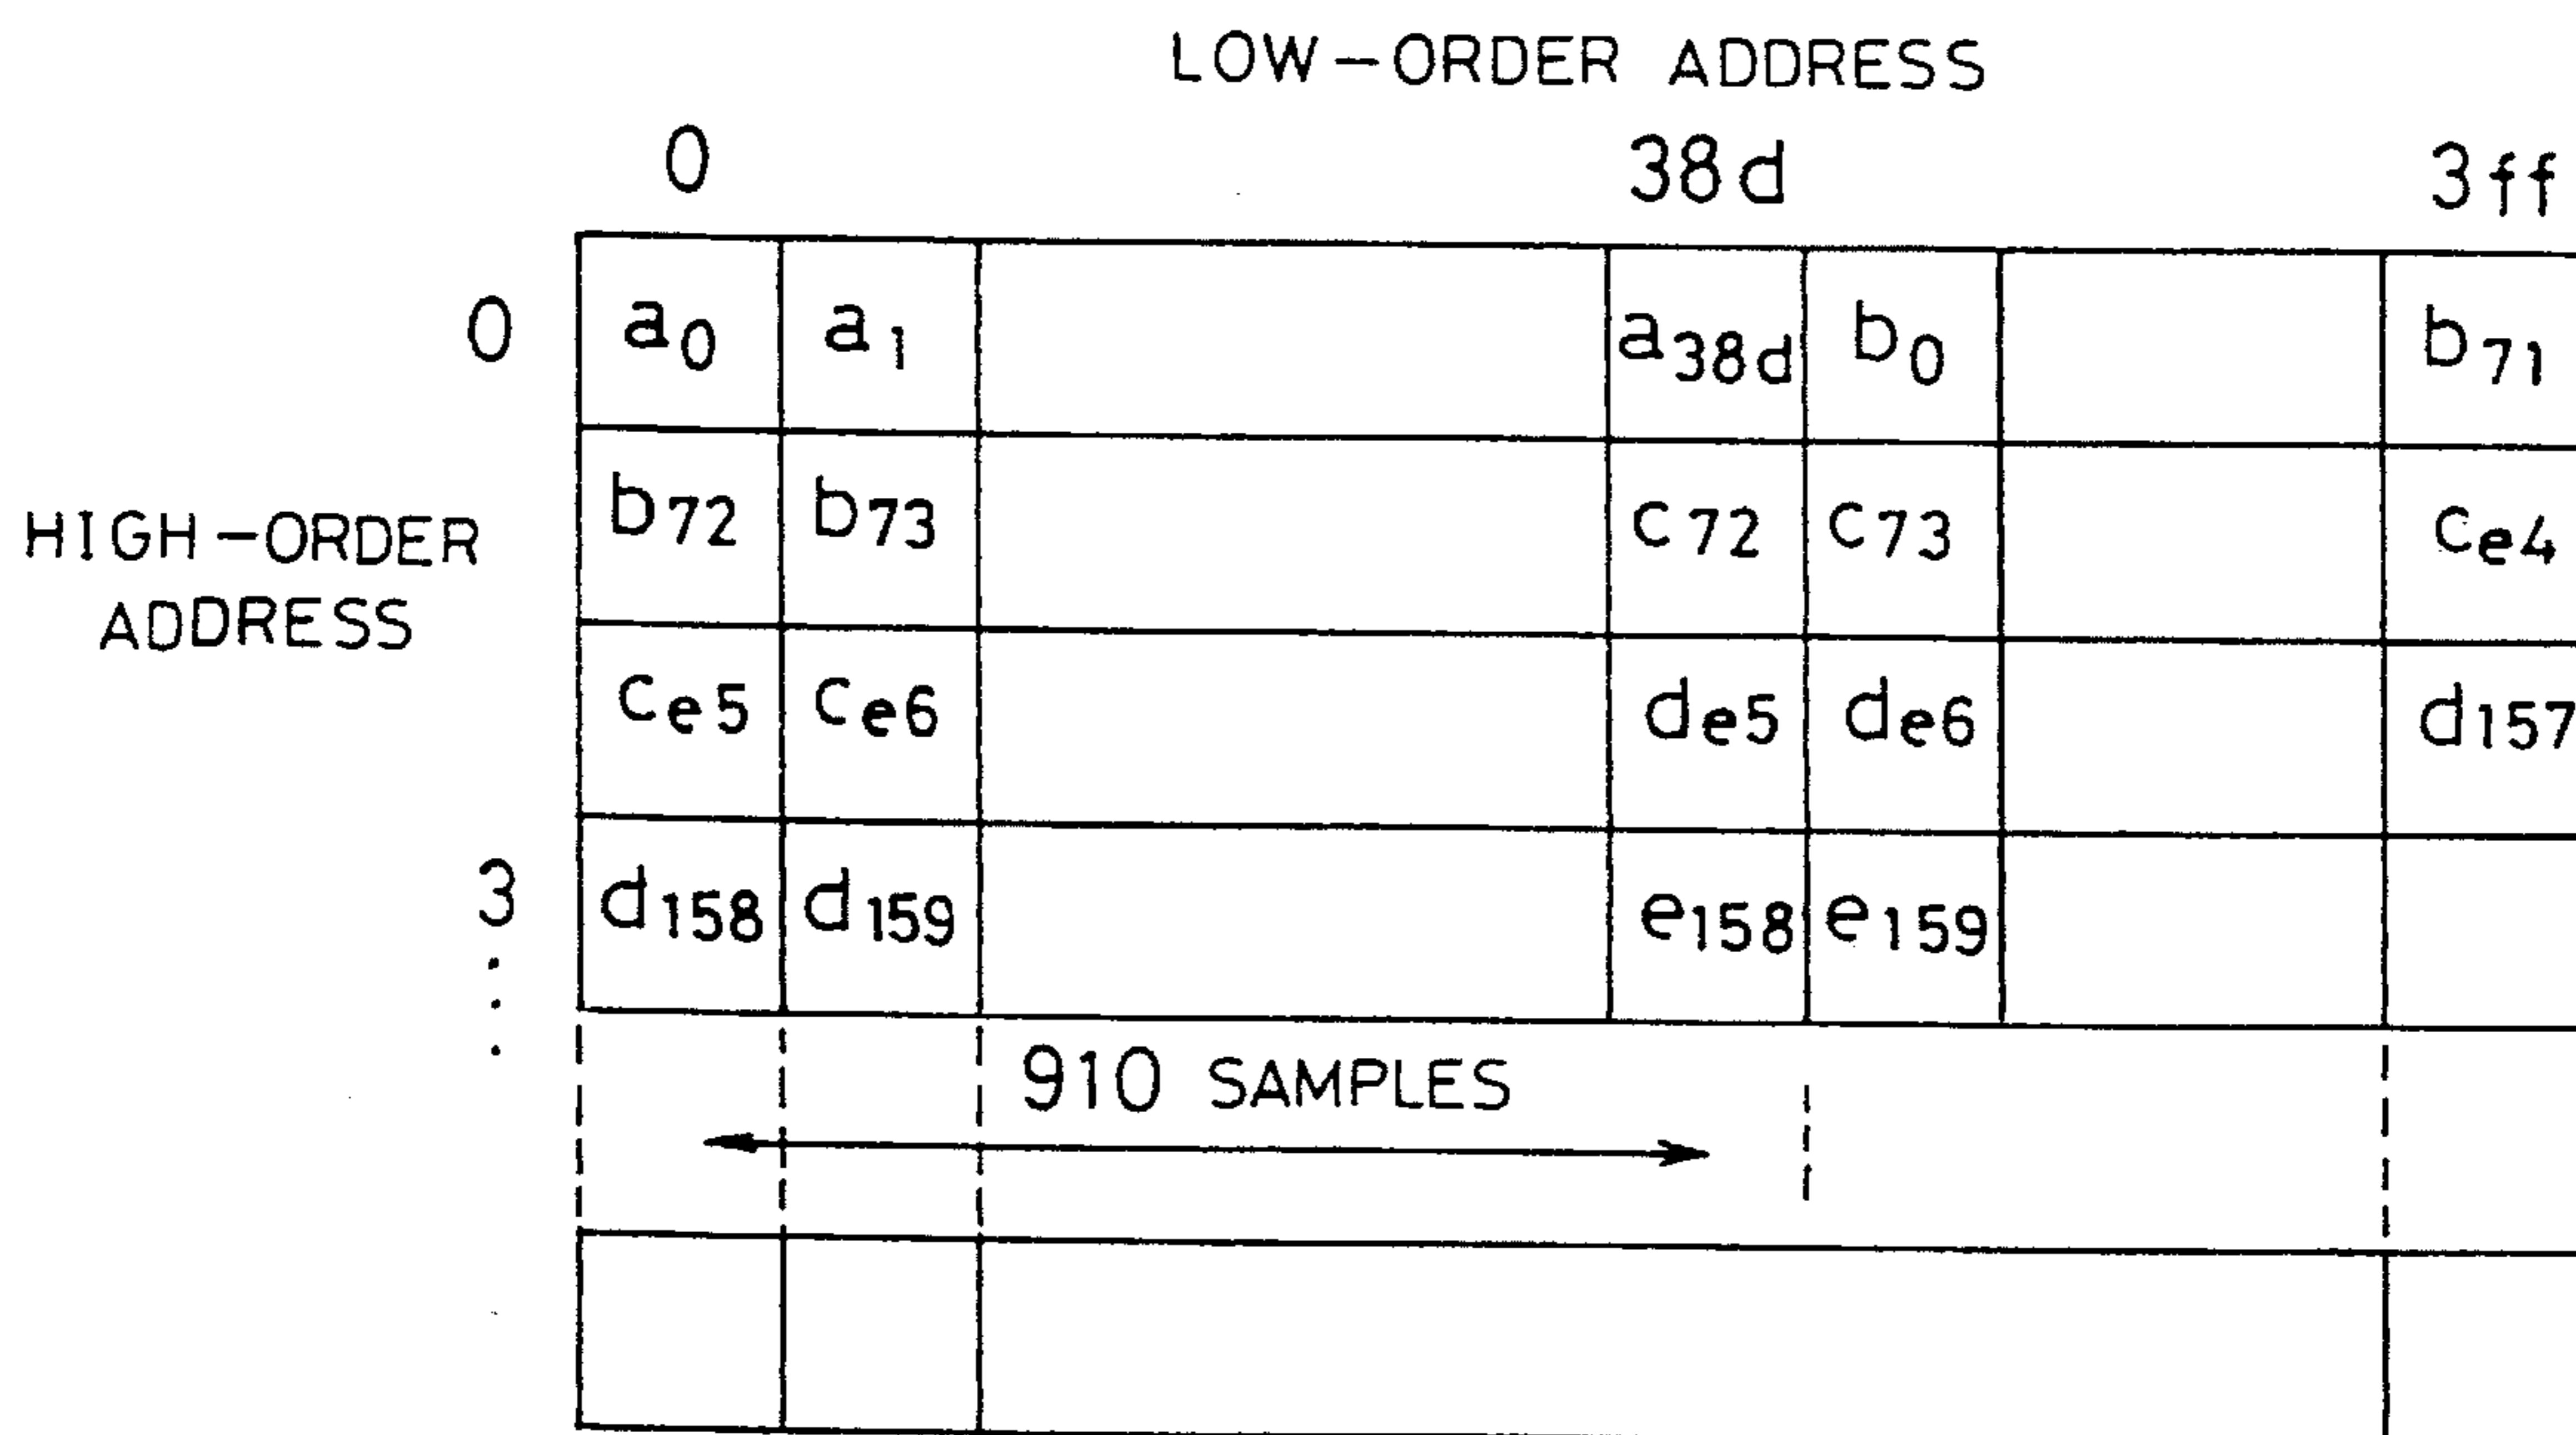 LOW-ORDER ADDRESS
0 38d 3ff
0 a0 a1 a38d b0 b71
HIGH-ORDER
ADDRESS
b72 b73 c72 c73 ce4
ce5 ce6 de5 de6 d157
3 d158 d159 e158 e159
910 SAMPLES